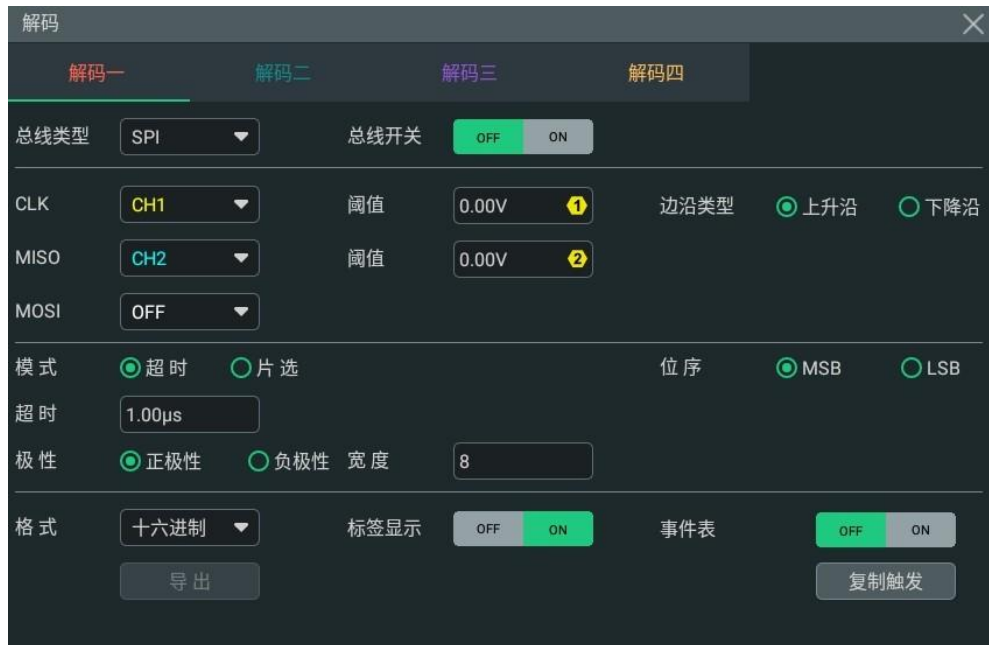 解码
解码一 解码二 解码三 解码四
总线类型 SPI 总线开关 OFF ON
CLK CH1 阈值 0.00V 1 边沿类型 上升沿 下降沿
MISO CH2 阈值 0.00V 2
MOSI OFF
模式 超时 片选 位序 MSB LSB
超时 1.00μs
极性 正极性 负极性 宽度 8
格式 十六进制 标签显示 OFF ON 事件表 OFF ON
导出 复制触发